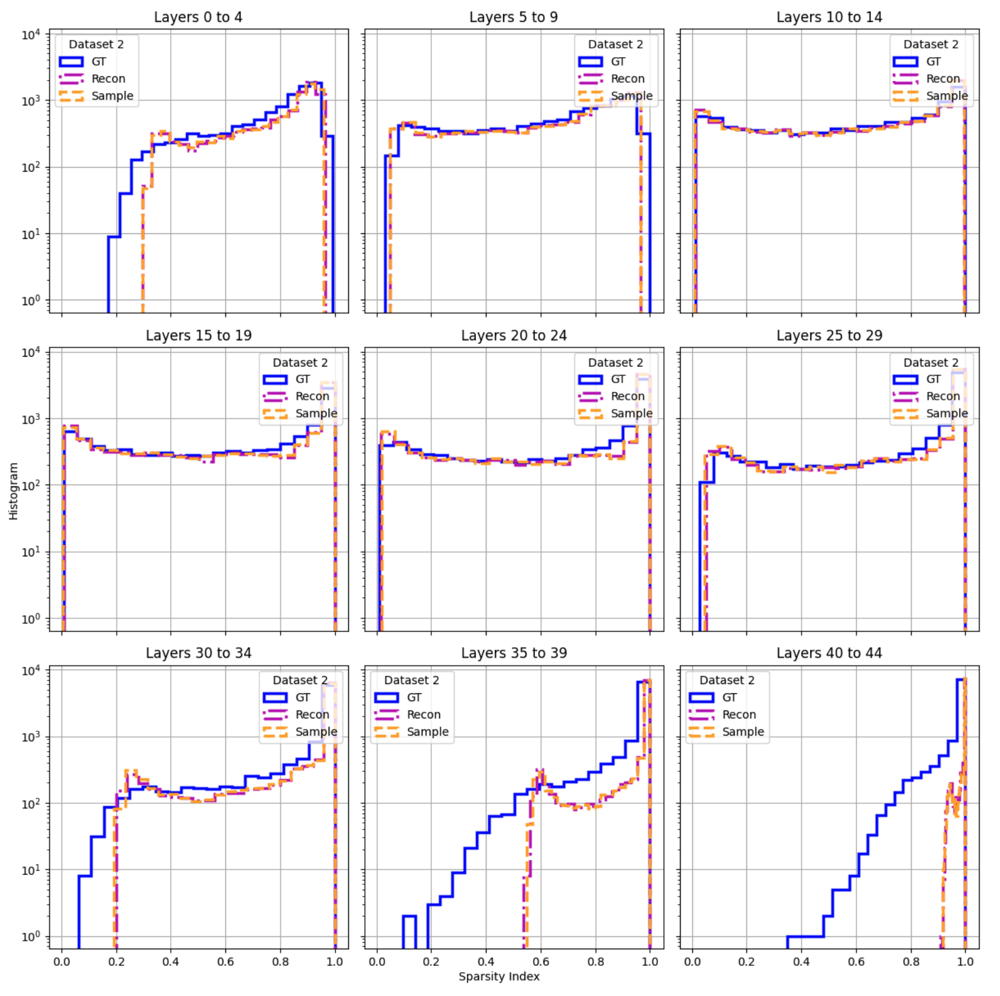 Layers 0 to 4
Layers 5 to 9
Layers 10 to 14
10^4
10^3
10^2
10^1
10^0
Dataset 2
GT
Recon
Sample
Dataset 2
GT
Recon
Sample
Dataset 2
GT
Recon
Sample
Layers 15 to 19
Layers 20 to 24
Layers 25 to 29
Histogram
10^4
10^3
10^2
10^1
10^0
Dataset 2
GT
Recon
Sample
Dataset 2
GT
Recon
Sample
Dataset 2
GT
Recon
Sample
Layers 30 to 34
Layers 35 to 39
Layers 40 to 44
10^4
10^3
10^2
10^1
10^0
Dataset 2
GT
Recon
Sample
Dataset 2
GT
Recon
Sample
Dataset 2
GT
Recon
Sample
0.0 0.2 0.4 0.6 0.8 1.0
0.0 0.2 0.4 0.6 0.8 1.0
0.0 0.2 0.4 0.6 0.8 1.0
Sparsity Index